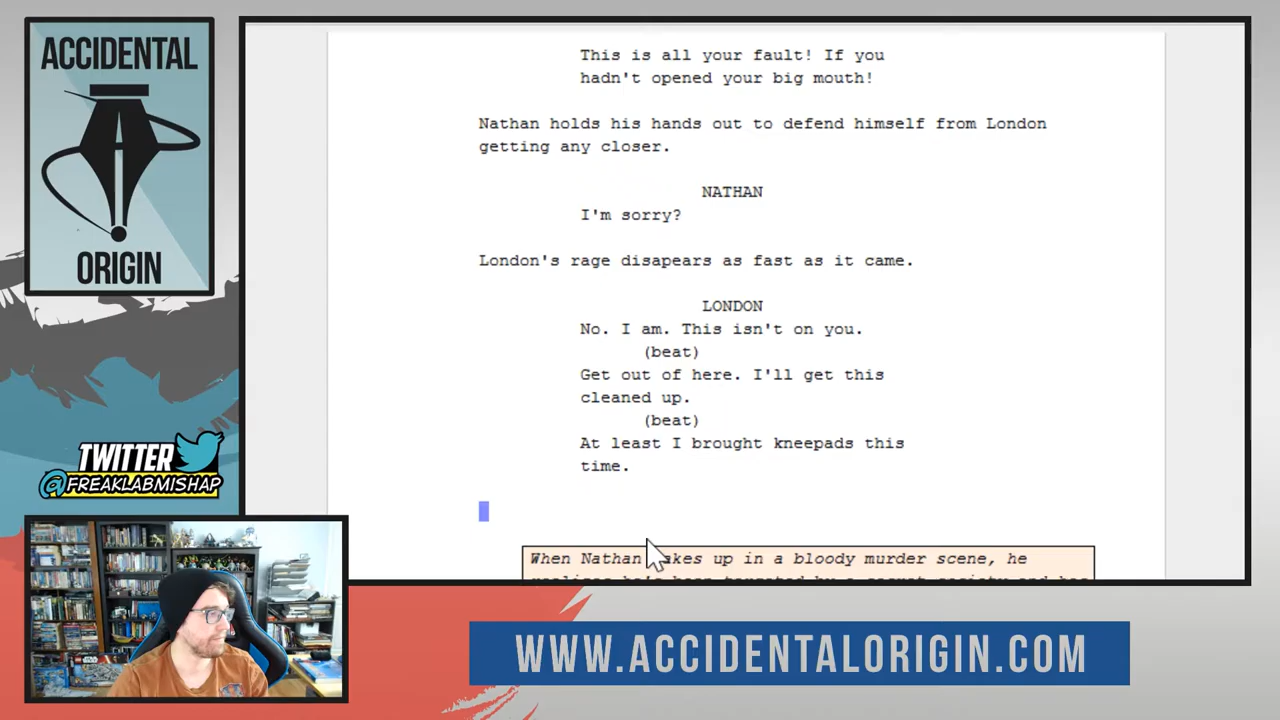 ACCIDENTAL
ORIGIN
This is all your fault! If you
hadn't opened your big mouth!
Nathan holds his hands out to defend himself from London
getting any closer.
NATHAN
I'm sorry?
London's rage disapears as fast as it came.
LONDON
No. I am. This isn't on you.
(beat)
Get out of here. I'll get this
cleaned up.
(beat)
At least I brought kneepads this
time.
When Nathan wakes up in a bloody murder scene, he
TWITTER
@FREAKLABMISHAP
WWW.ACCIDENTALORIGIN.COM